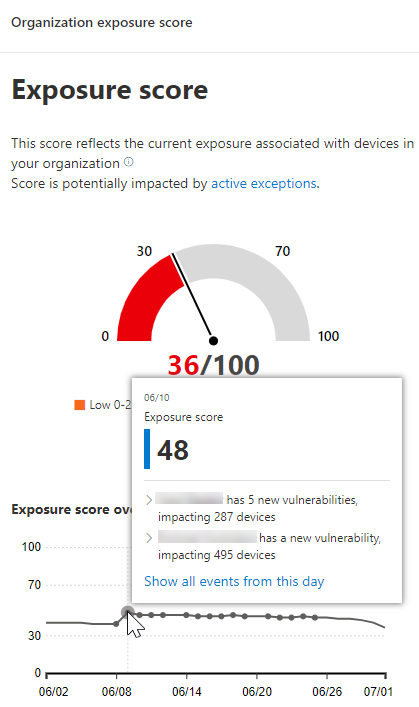 Organization exposure score
Exposure score
This score reflects the current exposure associated with devices in
your organization
Score is potentially impacted by active exceptions.
30
70
0
100
36/100
Low 0-2
06/10
Exposure score
48
has 5 new vulnerabilities,
impacting 287 devices
has a new vulnerability,
impacting 495 devices
Show all events from this day
Exposure score ov
100
70
30
0
06/02 06/08 06/14 06/20 06/26 07/01